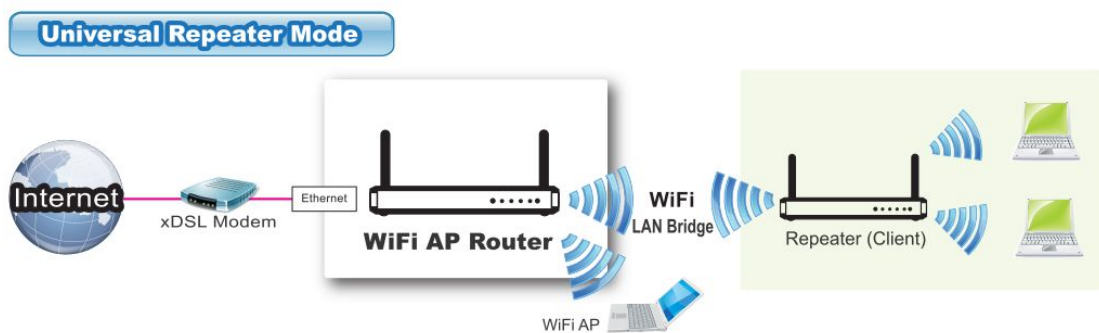 Universal Repeater Mode
Internet
xDSL Modem
Ethernet
WiFi AP Router
WiFi
LAN Bridge
Repeater (Client)
WiFi AP